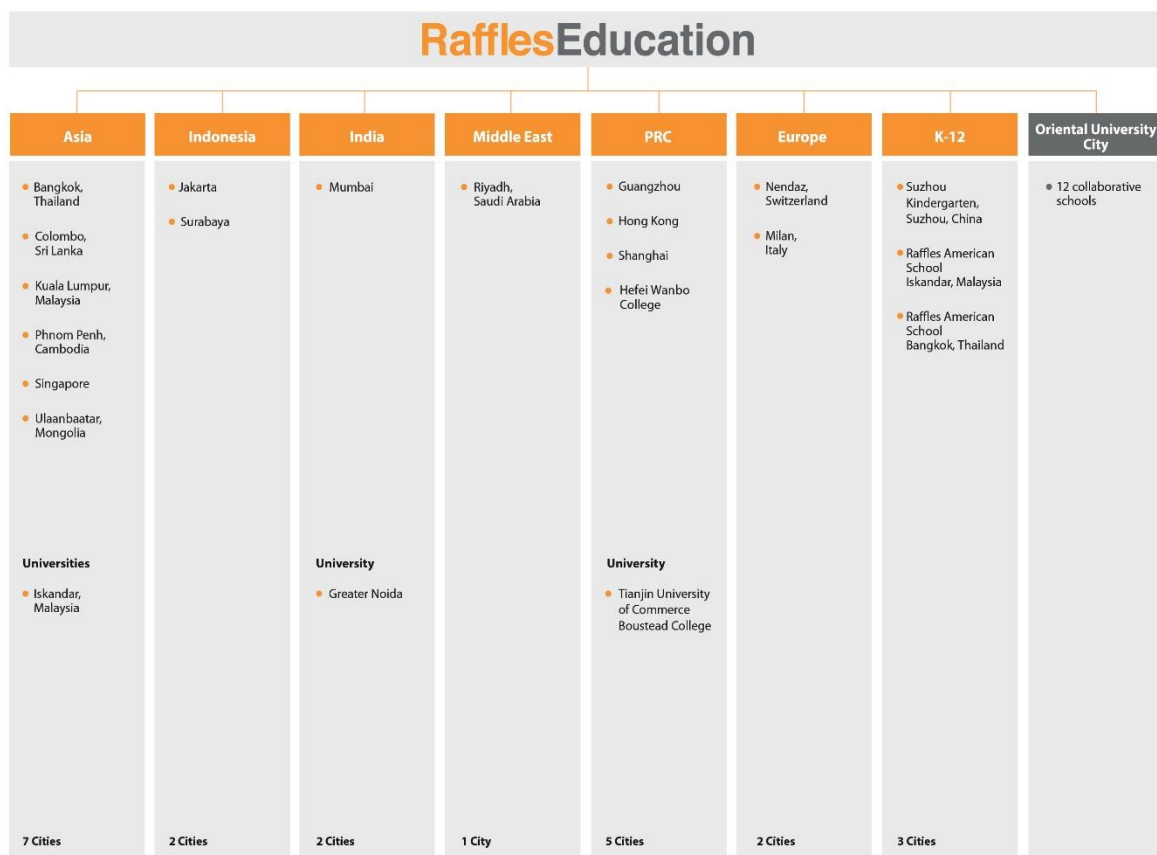 RafflesEducation
Asia
Bangkok,
Thailand
Colombo,
Sri Lanka
Kuala Lumpur,
Malaysia
Phnom Penh,
Cambodia
Singapore
Ulaanbaatar,
Mongolia
Universities
Iskandar,
Malaysia
7 Cities
Indonesia
Jakarta
Surabaya
2 Cities
India
Mumbai
University
Greater Noida
2 Cities
Middle East
Riyadh,
Saudi Arabia
1 City
PRC
Guangzhou
Hong Kong
Shanghai
Hefei Wanbo
College
University
Tianjin University
of Commerce
Boustead College
5 Cities
Europe
Nendaz,
Switzerland
Milan,
Italy
2 Cities
K-12
Suzhou
Kindergarten,
Suzhou, China
Raffles American
School
Iskandar, Malaysia
Raffles American
School
Bangkok, Thailand
3 Cities
Oriental University
City
12 collaborative
schools